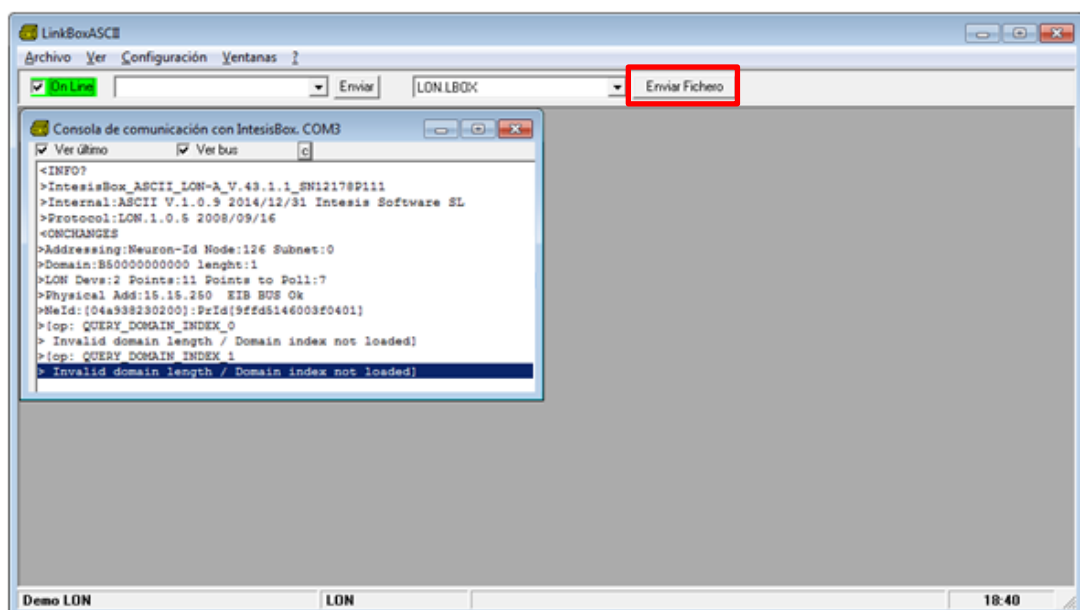 LinkBoxASCII
Archivo Ver Configuración Ventanas ?
On Line Enviar LON.LBOX Enviar Fichero
Consola de comunicación con IntesisBox. COM3
Ver último Ver bus c
<INFO?
>IntesisBox_ASCII_LON-A_V.43.1.1_SN12178P111
>Internal:ASCII V.1.0.9 2014/12/31 Intesis Software SL
>Protocol:LON.1.0.5 2008/09/16
<ONCHANGES
>Addressing:Neuron-Id Node:126 Subnet:0
>Domain:B50000000000 lenght:1
>LON Devs:2 Points:11 Points to Poll:7
>Physical Add:15.15.250 EIB BUS Ok
>NeId:[04a938230200]:PrId[9ffd5146003f0401]
>[op: QUERY_DOMAIN_INDEX_0
> Invalid domain length / Domain index not loaded]
>[op: QUERY_DOMAIN_INDEX_1
> Invalid domain length / Domain index not loaded]
Demo LON LON 18:40